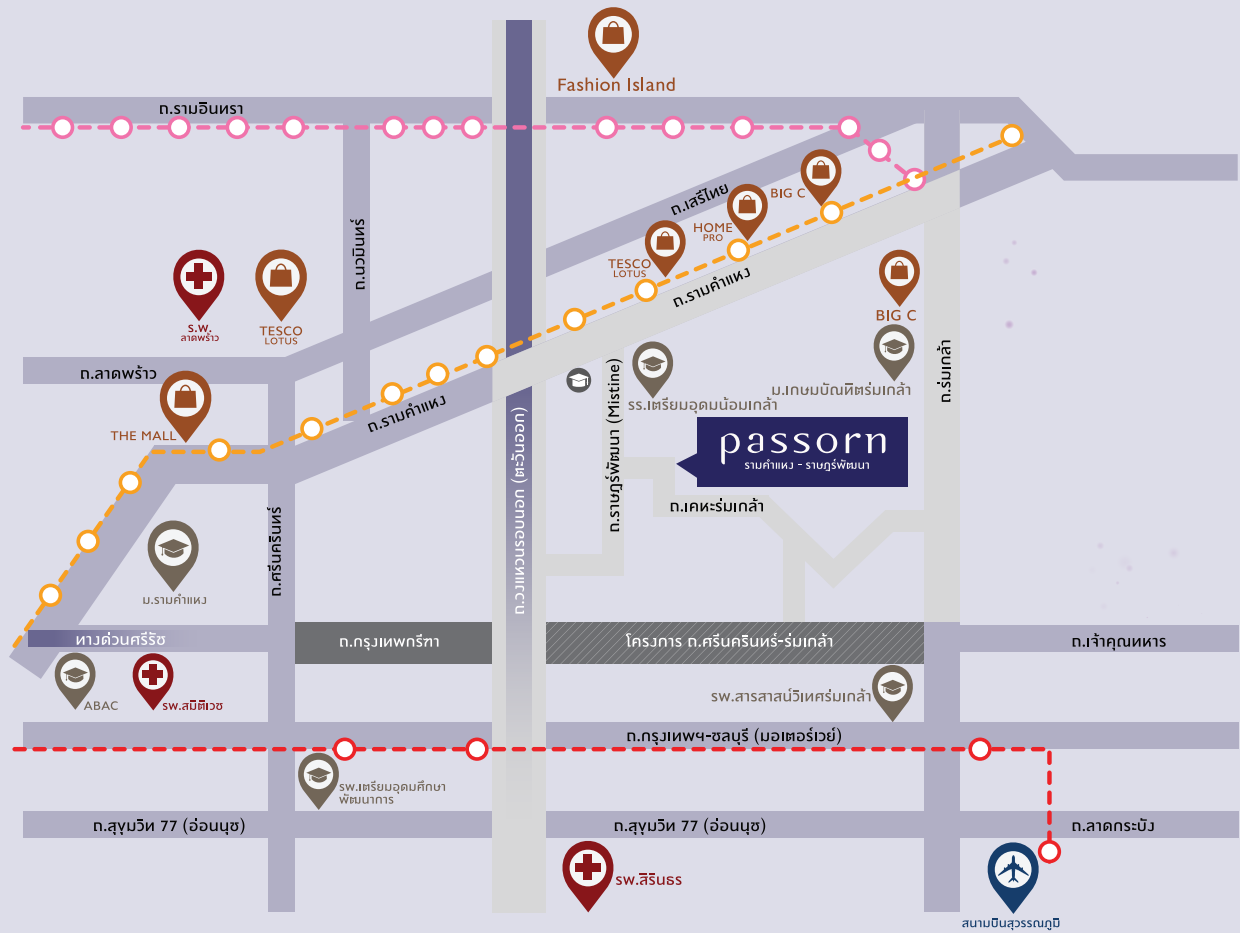 Fashion Island
ถ.รามอินทรา
BIG C
ถ.เสรีไทย
HOME
PRO
ถ.นวมินทร์
TESCO
LOTUS
ถ.รามคำแหง
BIG C
ร.พ.
ลาดพร้าว
TESCO
LOTUS
ถ.ร่มเกล้า
ถ.ลาดพร้าว
ม.เกษมบัณฑิตร่มเกล้า
รร.เตรียมอุดมน้อมเกล้า
ถ.รามคำแหง
THE MALL
passorn
รามคำแหง - ราษฎร์พัฒนา
ถ.ราษฎร์พัฒนา (Mistine)
ถ.วงแหวนรอบนอก (ตะวันออก)
ถ.เคหะร่มเกล้า
ถ.ศรีนครินทร์
ม.รามคำแหง
ทางด่วนศรีรัช
ถ.กรุงเทพกรีฑา
โครงการ ถ.ศรีนครินทร์-ร่มเกล้า
ถ.เจ้าคุณทหาร
ABAC
รพ.สมิติเวช
รพ.สารสาสน์วิเทศร่มเกล้า
ถ.กรุงเทพฯ-ชลบุรี (มอเตอร์เวย์)
รพ.เตรียมอุดมศึกษา
พัฒนาการ
ถ.สุขุมวิท 77 (อ่อนนุช)
ถ.สุขุมวิท 77 (อ่อนนุช)
ถ.ลาดกระบัง
รพ.สิรินธร
สนามบินสุวรรณภูมิ